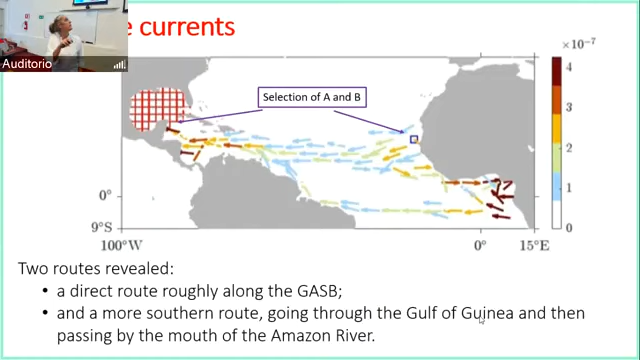 e currents
Auditorio
×10⁻⁷
Selection of A and B
4
3
2
1
0
0°
9°S
100°W
0°
15°E
Two routes revealed:
• a direct route roughly along the GASB;
• and a more southern route, going through the Gulf of Guinea and then
passing by the mouth of the Amazon River.